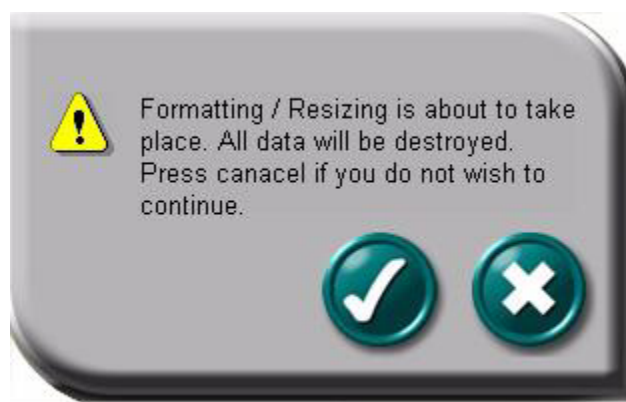 Formatting / Resizing is about to take
place. All data will be destroyed.
Press canacel if you do not wish to
continue.